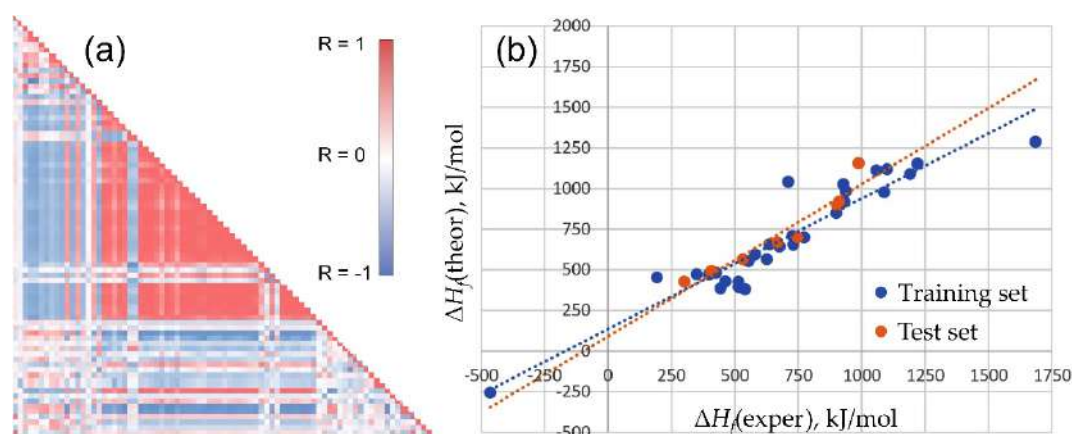 (a)
R = 1
R = 0
R = -1
(b)
2000
1750
1500
1250
1000
750
500
250
0
-250
-500
-500 -250 0 250 500 750 1000 1250 1500 1750
ΔHf(theor), kJ/mol
ΔHf(exper), kJ/mol
Training set
Test set